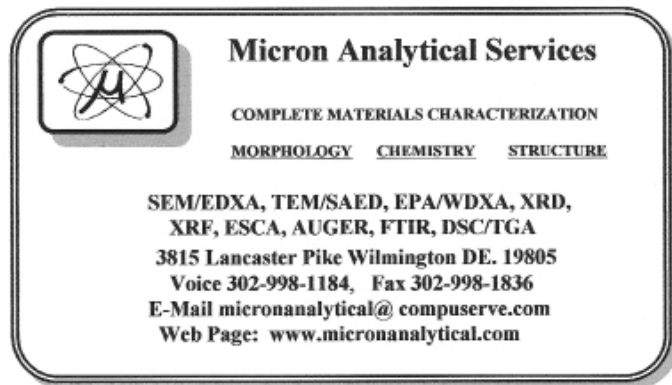 μ
Micron Analytical Services
COMPLETE MATERIALS CHARACTERIZATION
MORPHOLOGY CHEMISTRY STRUCTURE
SEM/EDXA, TEM/SAED, EPA/WDXA, XRD,
XRF, ESCA, AUGER, FTIR, DSC/TGA
3815 Lancaster Pike Wilmington DE. 19805
Voice 302-998-1184, Fax 302-998-1836
E-Mail micronanalytical@ compuserve.com
Web Page: www.micronanalytical.com